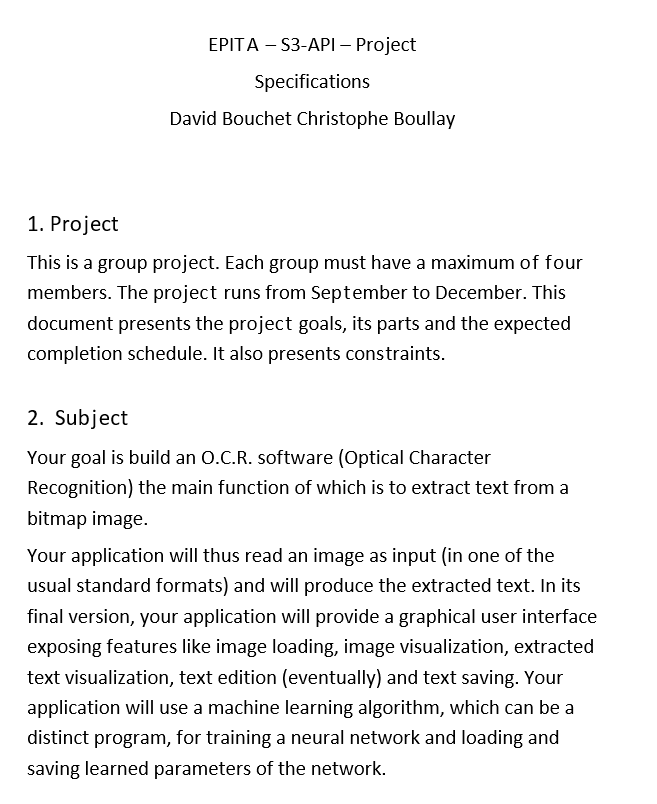 EPITA – S3-API – Project
Specifications
David Bouchet Christophe Boullay
1. Project
This is a group project. Each group must have a maximum of four
members. The project runs from September to December. This
document presents the project goals, its parts and the expected
completion schedule. It also presents constraints.
2. Subject
Your goal is build an O.C.R. software (Optical Character
Recognition) the main function of which is to extract text from a
bitmap image.
Your application will thus read an image as input (in one of the
usual standard formats) and will produce the extracted text. In its
final version, your application will provide a graphical user interface
exposing features like image loading, image visualization, extracted
text visualization, text edition (eventually) and text saving. Your
application will use a machine learning algorithm, which can be a
distinct program, for training a neural network and loading and
saving learned parameters of the network.